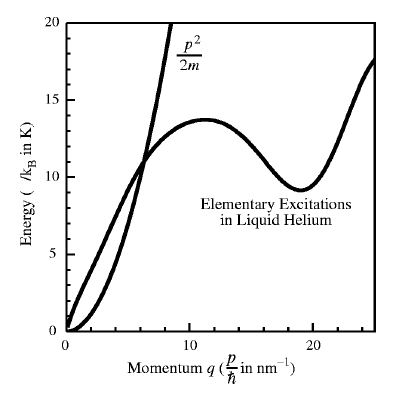 20
p²
2m
15
Energy ( /k_B in K)
10
Elementary Excitations
in Liquid Helium
5
0
0 10 20
Momentum q (p/ħ in nm⁻¹)